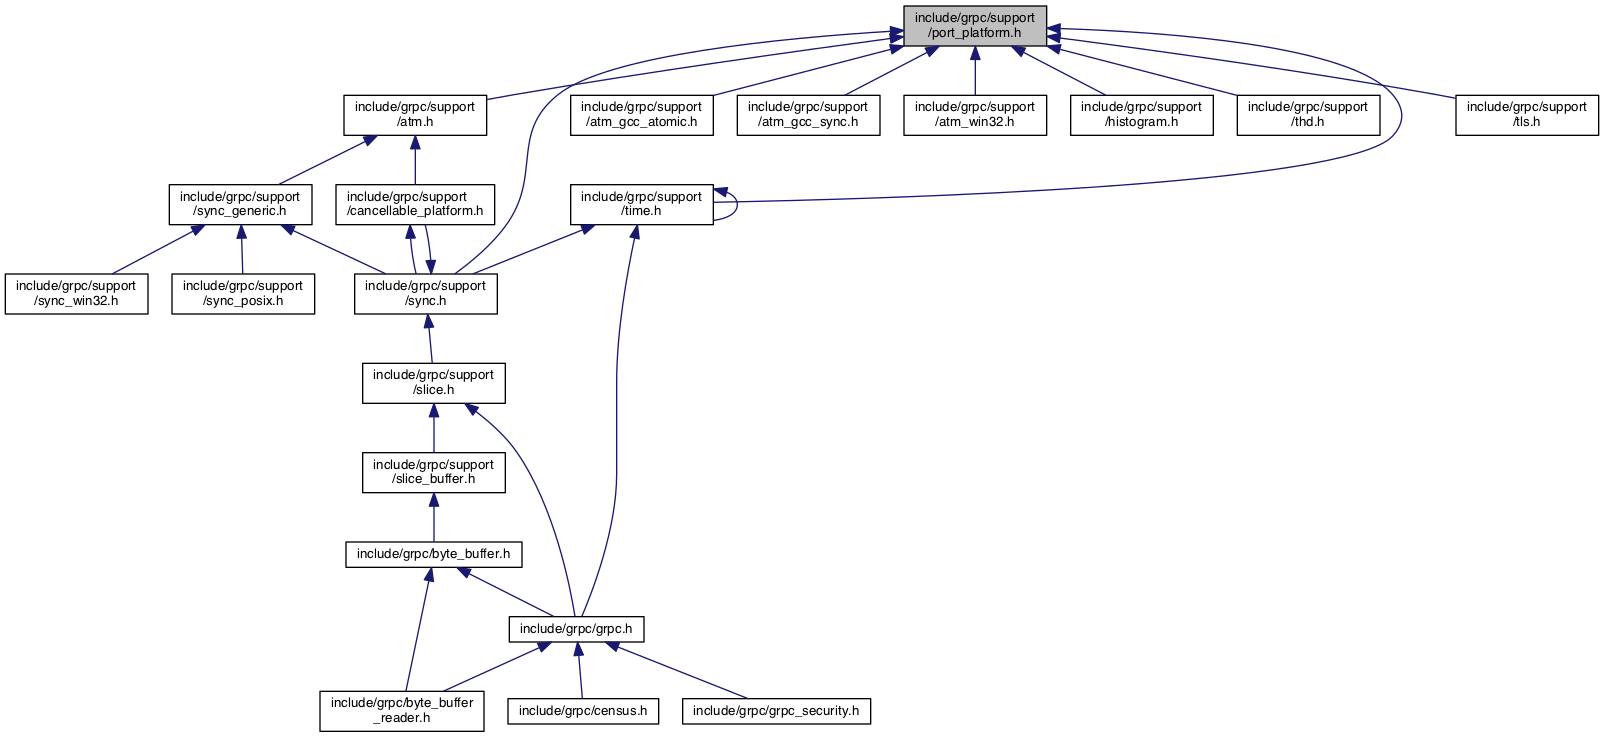 include/grpc/support
/port_platform.h
include/grpc/support
/atm.h
include/grpc/support
/atm_gcc_atomic.h
include/grpc/support
/atm_gcc_sync.h
include/grpc/support
/atm_win32.h
include/grpc/support
/histogram.h
include/grpc/support
/thd.h
include/grpc/support
/tls.h
include/grpc/support
/sync_generic.h
include/grpc/support
/cancellable_platform.h
include/grpc/support
/time.h
include/grpc/support
/sync_win32.h
include/grpc/support
/sync_posix.h
include/grpc/support
/sync.h
include/grpc/support
/slice.h
include/grpc/support
/slice_buffer.h
include/grpc/byte_buffer.h
include/grpc/grpc.h
include/grpc/byte_buffer
_reader.h
include/grpc/census.h
include/grpc/grpc_security.h